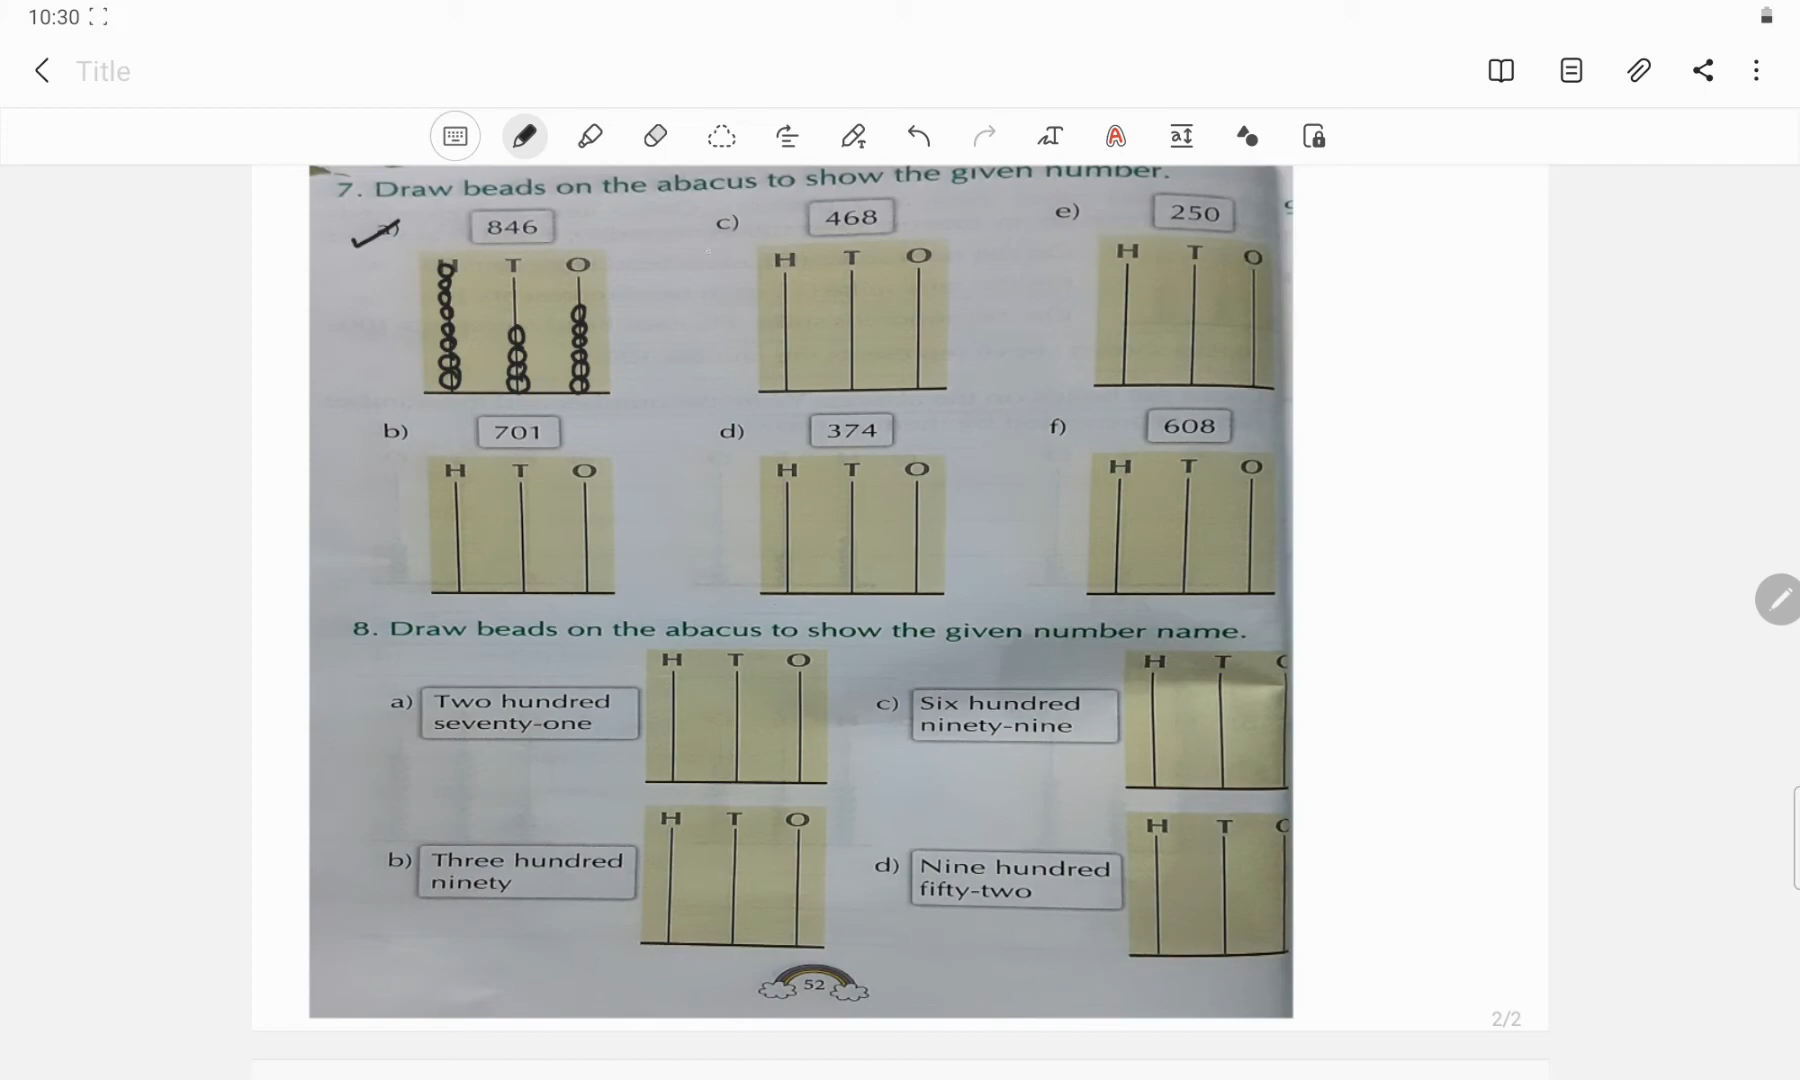 10:30
Title
7. Draw beads on the abacus to show the given number.
a) 846
c) 468
e) 250
H T O
H T O
H T O
b) 701
d) 374
f) 608
H T O
H T O
H T O
8. Draw beads on the abacus to show the given number name.
H T O
H T
a) Two hundred
seventy-one
c) Six hundred
ninety-nine
H T O
H T
b) Three hundred
ninety
d) Nine hundred
fifty-two
52
2/2